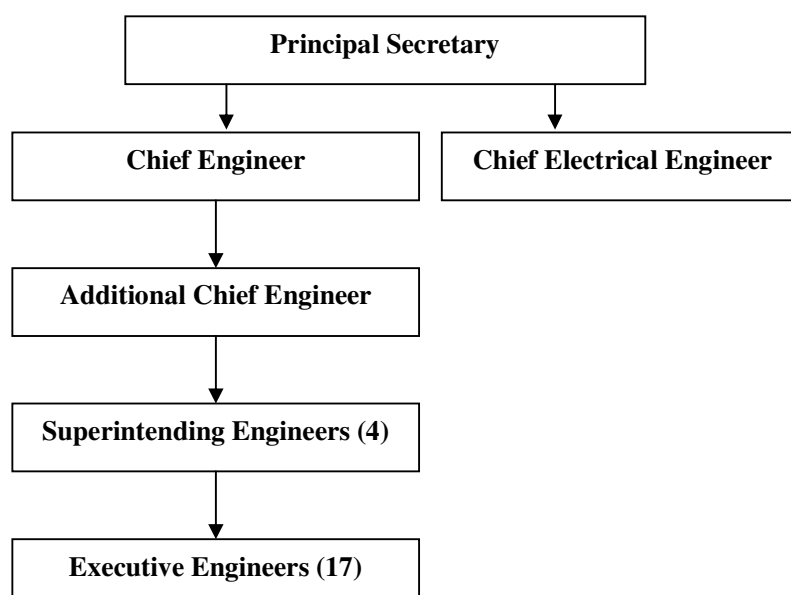 Principal Secretary
Chief Engineer
Chief Electrical Engineer
Additional Chief Engineer
Superintending Engineers (4)
Executive Engineers (17)